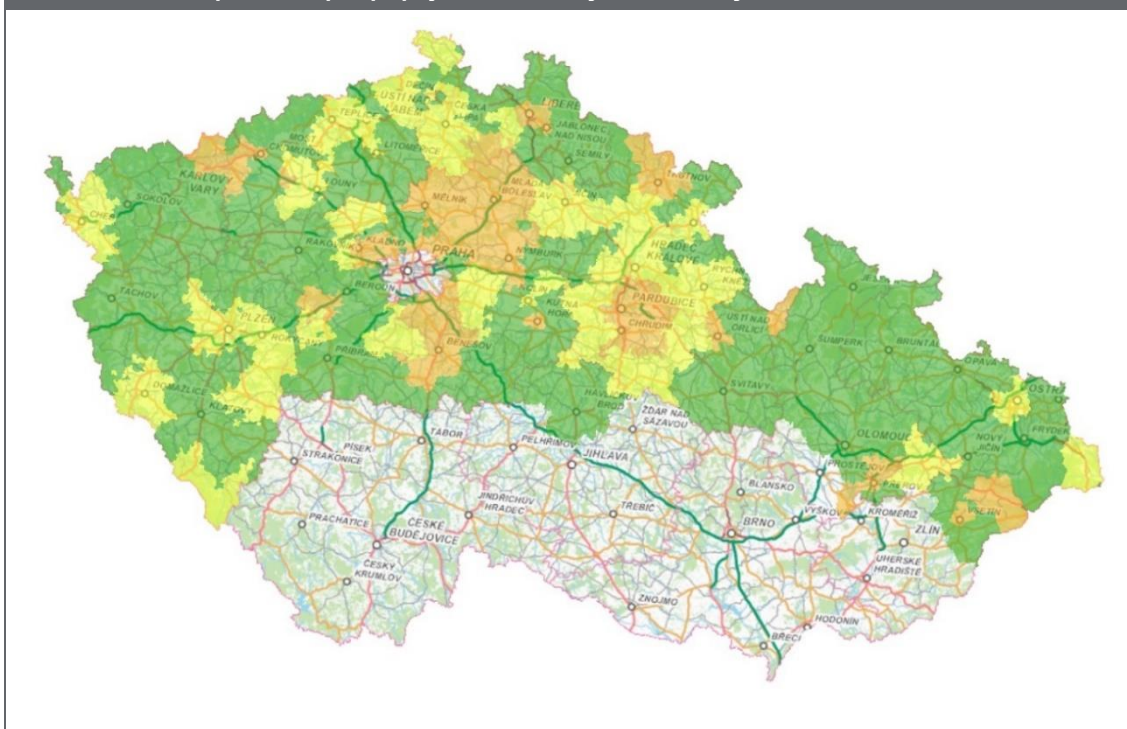 ÚSTÍ NAD
LABEM
ČESKÁ
LÍPA
LIBEREC
TEPLICE
JABLONEC
NAD NISOU
MOST
CHOMUTOV
LITOMĚŘICE
SEMILY
KARLOVY
VARY
LOUNY
MLADÁ
BOLESLAV
TRUTNOV
SOKOLOV
MĚLNÍK
CHEB
HRADEC
KRÁLOVÉ
RAKOVNÍK
KLADNO
PRAHA
NYMBURK
BEROUN
PARDUBICE
TACHOV
KUTNÁ
HORA
PLZEŇ
CHRUDIM
ÚSTÍ NAD
ORLICÍ
PŘÍBRAM
BENEŠOV
ŠUMPERK
BRUNTÁL
OPAVA
DOMAŽLICE
SVITAVY
KLATOVY
HAVLÍČKŮV
BROD
ŽĎÁR NAD
SÁZAVOU
OLOMOUC
NOVÝ
JIČÍN
TÁBOR
PÍSEK
STRAKONICE
PELHŘIMOV
JIHLAVA
PROSTĚJOV
PŘEROV
BLANSKO
VSETÍN
JINDŘICHŮV
HRADEC
TŘEBÍČ
VYŠKOV
KROMĚŘÍŽ
PRACHATICE
ČESKÉ
BUDĚJOVICE
BRNO
ZLÍN
UHERSKÉ
HRADIŠTĚ
ČESKÝ
KRUMLOV
ZNOJMO
HODONÍN